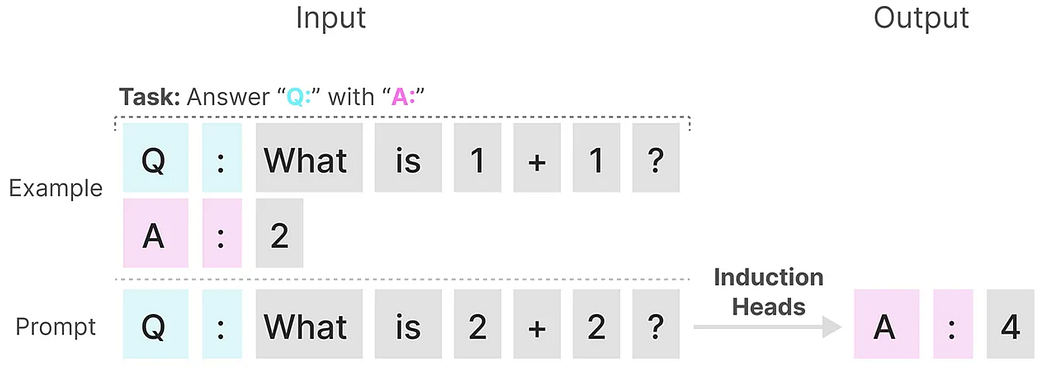 Input
Output
Task: Answer “Q:” with “A:”
Example
Q : What is 1 + 1 ?
A : 2
Prompt
Q : What is 2 + 2 ?
Induction
Heads
A : 4